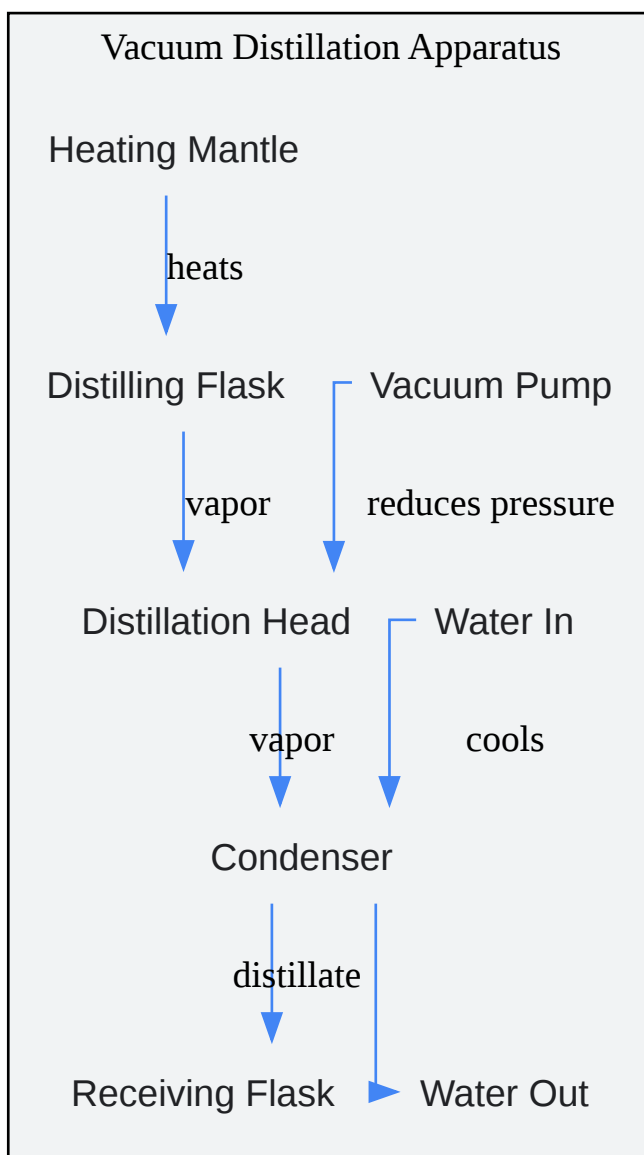 Vacuum Distillation Apparatus
Heating Mantle
heats
Distilling Flask
Vacuum Pump
vapor
reduces pressure
Distillation Head
Water In
vapor
cools
Condenser
distillate
Receiving Flask
Water Out